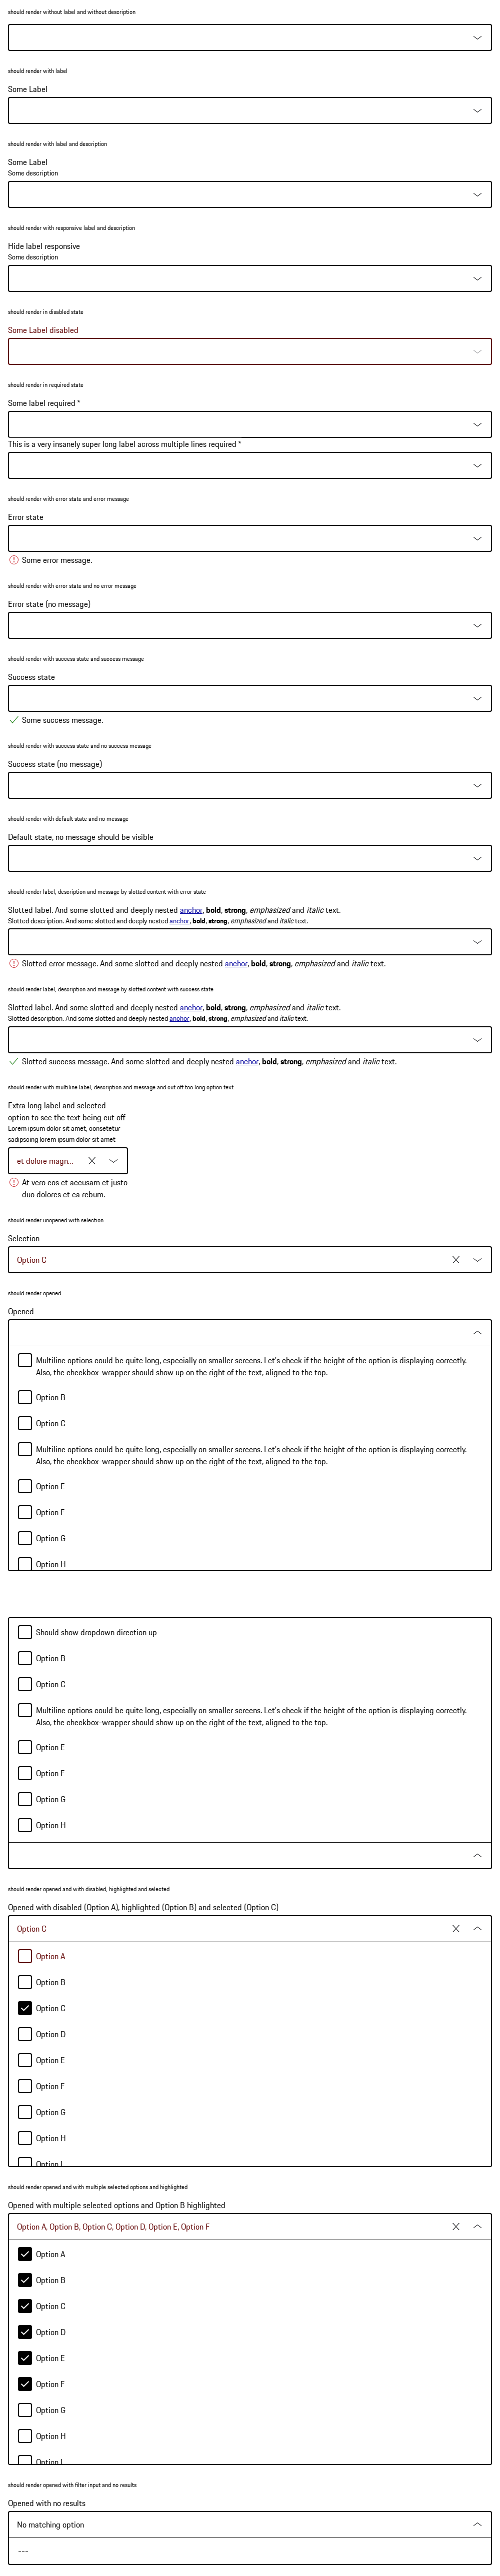 should render without label and without description
should render with label
Some Label
should render with label and description
Some Label
Some description
should render with responsive label and description
Hide label responsive
Some description
should render in disabled state
Some Label disabled
should render in required state
Some label required *
This is a very insanely super long label across multiple lines required *
should render with error state and error message
Error state
Some error message.
should render with error state and no error message
Error state (no message)
should render with success state and success message
Success state
Some success message.
should render with success state and no success message
Success state (no message)
should render with default state and no message
Default state, no message should be visible
should render label, description and message by slotted content with error state
Slotted label. And some slotted and deeply nested anchor, bold, strong, emphasized and italic text.
Slotted description. And some slotted and deeply nested anchor, bold, strong, emphasized and italic text.
Slotted error message. And some slotted and deeply nested anchor, bold, strong, emphasized and italic text.
should render label, description and message by slotted content with success state
Slotted label. And some slotted and deeply nested anchor, bold, strong, emphasized and italic text.
Slotted description. And some slotted and deeply nested anchor, bold, strong, emphasized and italic text.
Slotted success message. And some slotted and deeply nested anchor, bold, strong, emphasized and italic text.
should render with multiline label, description and message and cut off too long option text
Extra long label and selected
option to see the text being cut off
Lorem ipsum dolor sit amet, consetetur
sadipscing lorem ipsum dolor sit amet
et dolore magn...
At vero eos et accusam et justo
duo dolores et ea rebum.
should render unopened with selection
Selection
Option C
should render opened
Opened
Multiline options could be quite long, especially on smaller screens. Let's check if the height of the option is displaying correctly.
Also, the checkbox-wrapper should show up on the right of the text, aligned to the top.
Option B
Option C
Multiline options could be quite long, especially on smaller screens. Let's check if the height of the option is displaying correctly.
Also, the checkbox-wrapper should show up on the right of the text, aligned to the top.
Option E
Option F
Option G
Option H
Should show dropdown direction up
Option B
Option C
Multiline options could be quite long, especially on smaller screens. Let's check if the height of the option is displaying correctly.
Also, the checkbox-wrapper should show up on the right of the text, aligned to the top.
Option E
Option F
Option G
Option H
should render opened and with disabled, highlighted and selected
Opened with disabled (Option A), highlighted (Option B) and selected (Option C)
Option C
Option A
Option B
Option C
Option D
Option E
Option F
Option G
Option H
Option I
should render opened and with multiple selected options and highlighted
Opened with multiple selected options and Option B highlighted
Option A, Option B, Option C, Option D, Option E, Option F
Option A
Option B
Option C
Option D
Option E
Option F
Option G
Option H
Option I
should render opened with filter input and no results
Opened with no results
No matching option
---